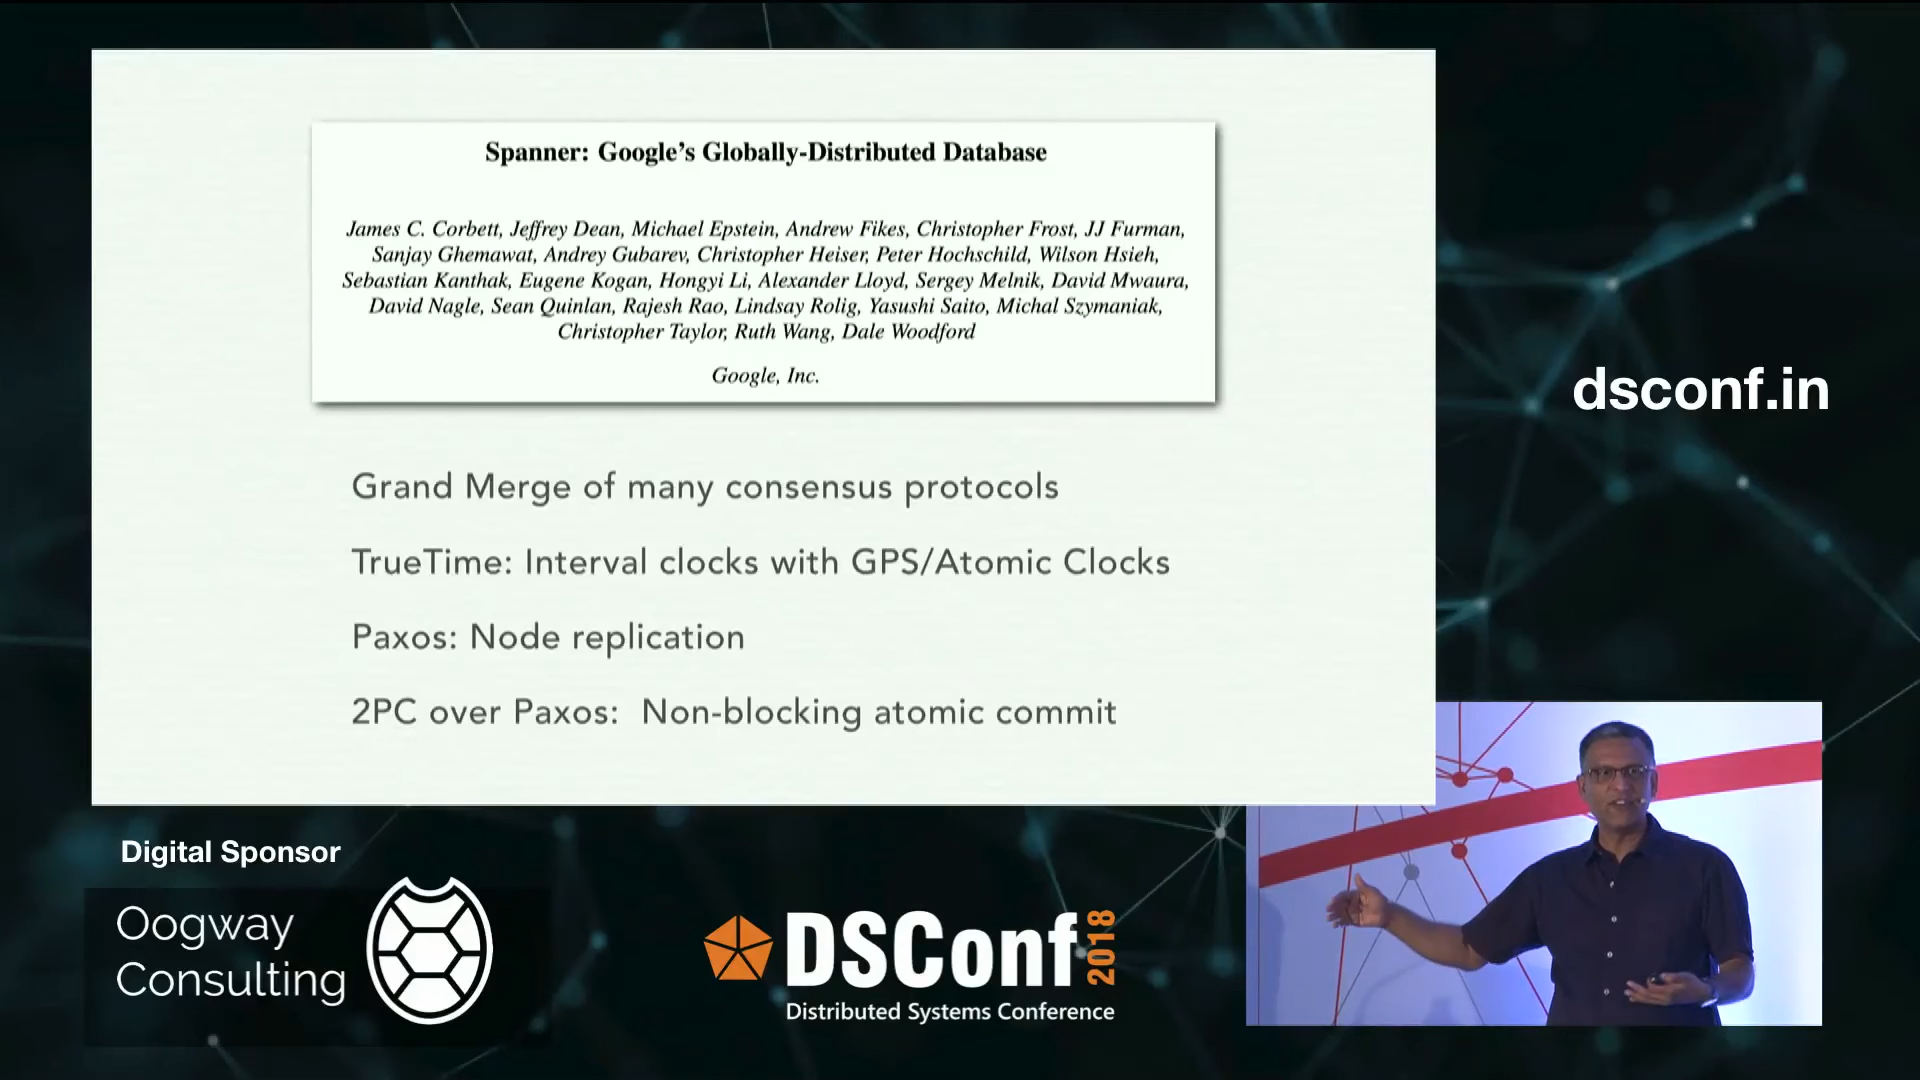 Spanner: Google's Globally-Distributed Database
James C. Corbett, Jeffrey Dean, Michael Epstein, Andrew Fikes, Christopher Frost, JJ Furman,
Sanjay Ghemawat, Andrey Gubarev, Christopher Heiser, Peter Hochschild, Wilson Hsieh,
Sebastian Kanthak, Eugene Kogan, Hongyi Li, Alexander Lloyd, Sergey Melnik, David Mwaura,
David Nagle, Sean Quinlan, Rajesh Rao, Lindsay Rolig, Yasushi Saito, Michal Szymaniak,
Christopher Taylor, Ruth Wang, Dale Woodford
Google, Inc.
Grand Merge of many consensus protocols
TrueTime: Interval clocks with GPS/Atomic Clocks
Paxos: Node replication
2PC over Paxos: Non-blocking atomic commit
dsconf.in
Digital Sponsor
Oogway
Consulting
DSConf 2018
Distributed Systems Conference